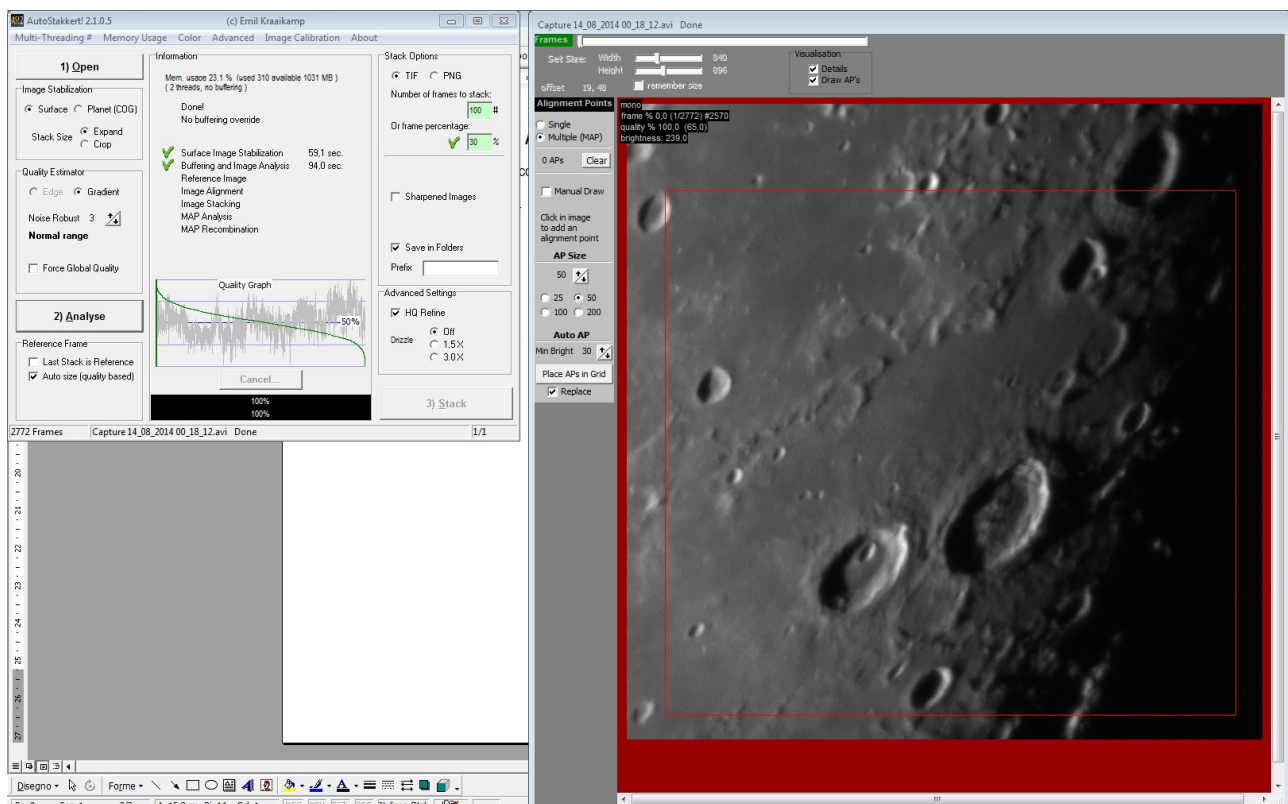 AutoStakkert! 2.1.0.5 (c) Emil Kraaikamp
Multi-Threading # Memory Usage Color Advanced Image Calibration About
1) Open
Image Stabilization
Surface Planet (COG)
Stack Size Expand
Crop
Quality Estimator
Edge Gradient
Noise Robust 3
Normal range
Force Global Quality
2) Analyse
Reference Frame
Last Stack is Reference
Auto size (quality based)
Information
Mem. usage 23.1 % (used 310 available 1031 MB )
( 2 threads, no buffering )
Done!
No buffering override
Surface Image Stabilization 59,1 sec.
Buffering and Image Analysis 94,0 sec.
Reference Image
Image Alignment
Image Stacking
MAP Analysis
MAP Recombination
Quality Graph
50%
Cancel...
100%
100%
Stack Options
TIF PNG
Number of frames to stack:
100 #
Or frame percentage:
30 %
Sharpened Images
Save in Folders
Prefix
Advanced Settings
HQ Refine
Drizzle Off
1.5X
3.0X
3) Stack
2772 Frames Capture 14_08_2014 00_18_12.avi Done 1/1
20
21
22
23
24
25
26
27
Disegno Forme
Capture 14_08_2014 00_18_12.avi Done
Frames
Set Size: Width 840
Height 896
offset 19, 48 remember size
Visualisation
Details
Draw AP's
Alignment Points
Single
Multiple (MAP)
0 APs Clear
Manual Draw
Click in image
to add an
alignment point
AP Size
50
25 50
100 200
Auto AP
Min Bright 30
Place APs in Grid
Replace
mono
frame % 0,0 (1/2772) #2570
quality % 100,0 (65,0)
brightness: 239,0